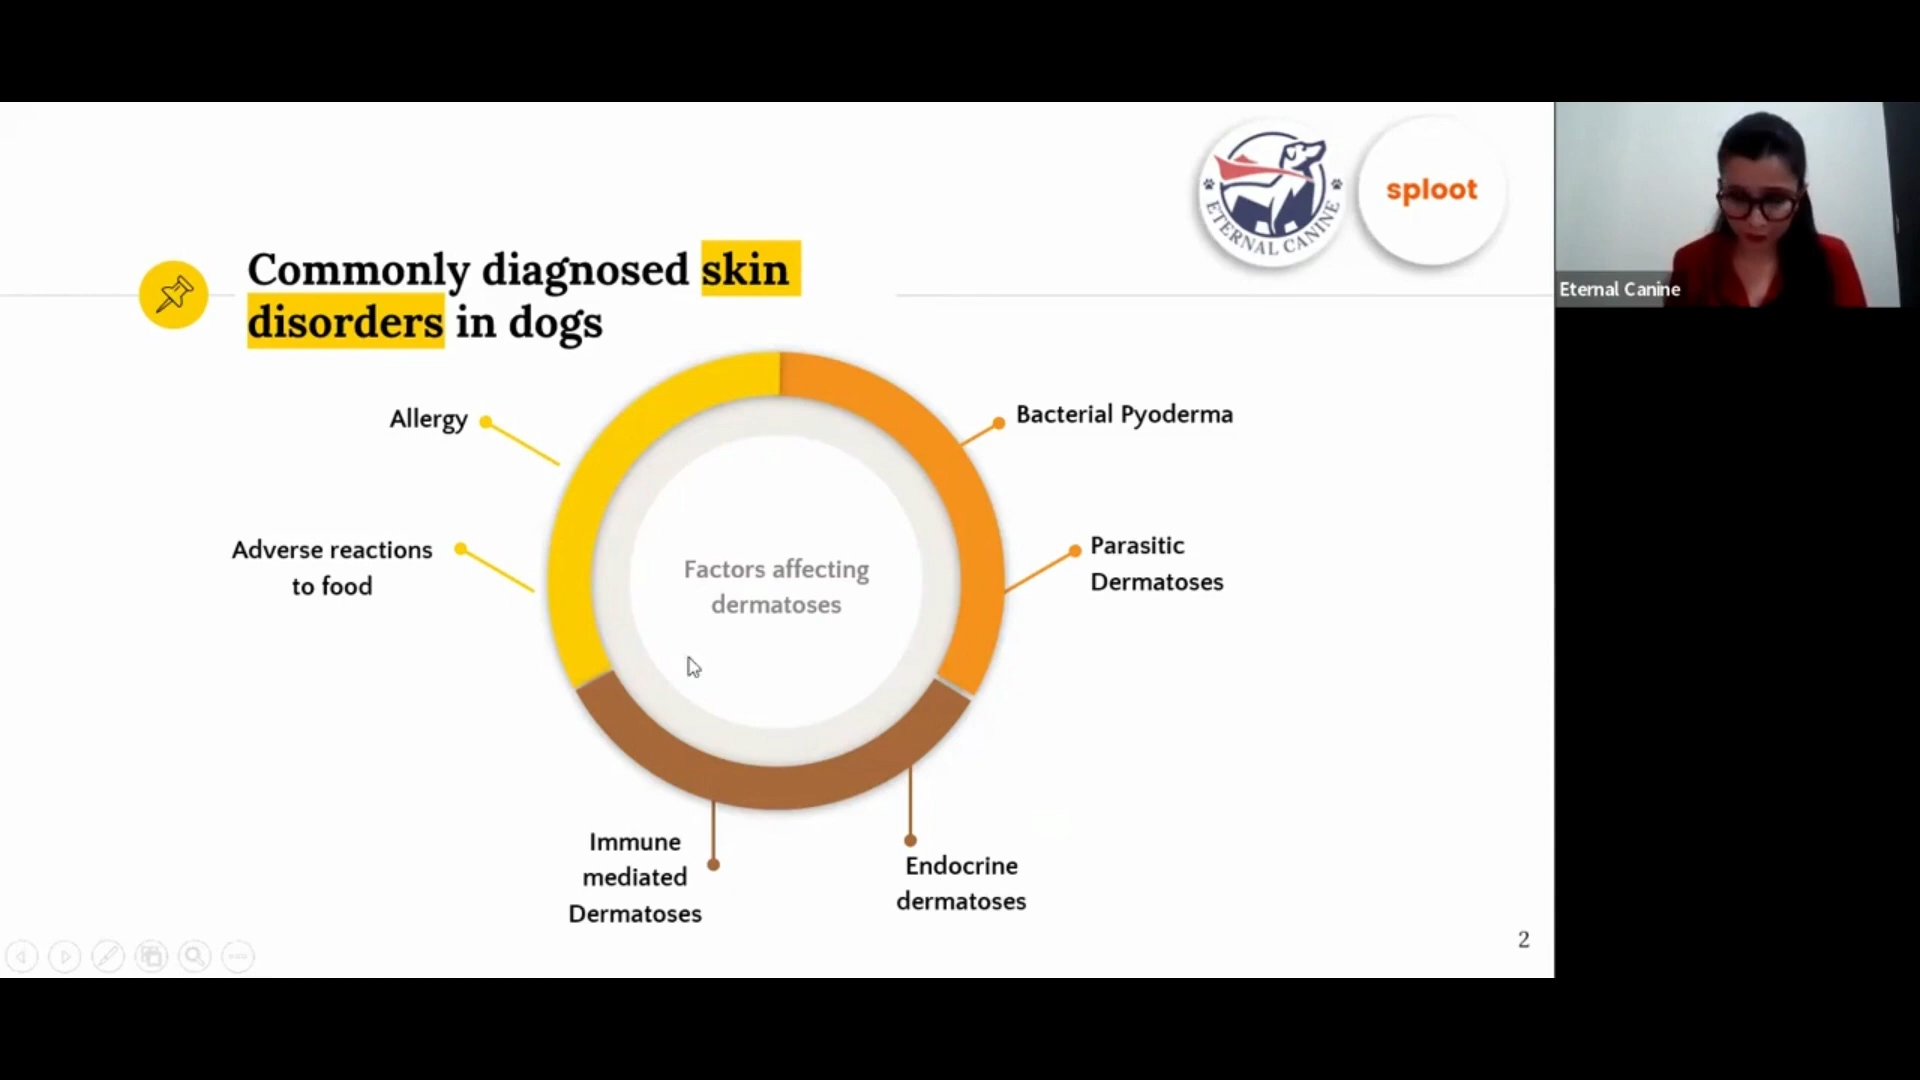 ETERNAL CANINE
sploot
Eternal Canine
Commonly diagnosed skin
disorders in dogs
Allergy
Bacterial Pyoderma
Adverse reactions
to food
Parasitic
Dermatoses
Factors affecting
dermatoses
Immune
mediated
Dermatoses
Endocrine
dermatoses
2